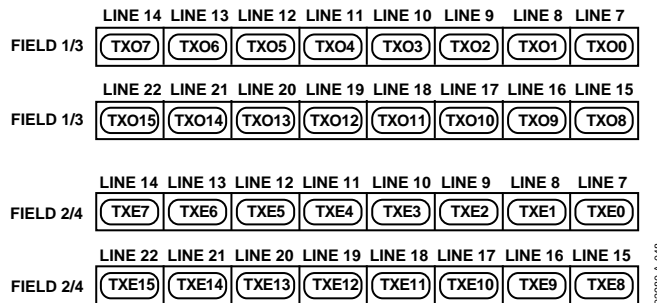 LINE 14 LINE 13 LINE 12 LINE 11 LINE 10 LINE 9 LINE 8 LINE 7
FIELD 1/3 TXO7 TXO6 TXO5 TXO4 TXO3 TXO2 TXO1 TXO0
LINE 22 LINE 21 LINE 20 LINE 19 LINE 18 LINE 17 LINE 16 LINE 15
FIELD 1/3 TXO15 TXO14 TXO13 TXO12 TXO11 TXO10 TXO9 TXO8
LINE 14 LINE 13 LINE 12 LINE 11 LINE 10 LINE 9 LINE 8 LINE 7
FIELD 2/4 TXE7 TXE6 TXE5 TXE4 TXE3 TXE2 TXE1 TXE0
LINE 22 LINE 21 LINE 20 LINE 19 LINE 18 LINE 17 LINE 16 LINE 15
FIELD 2/4 TXE15 TXE14 TXE13 TXE12 TXE11 TXE10 TXE9 TXE8